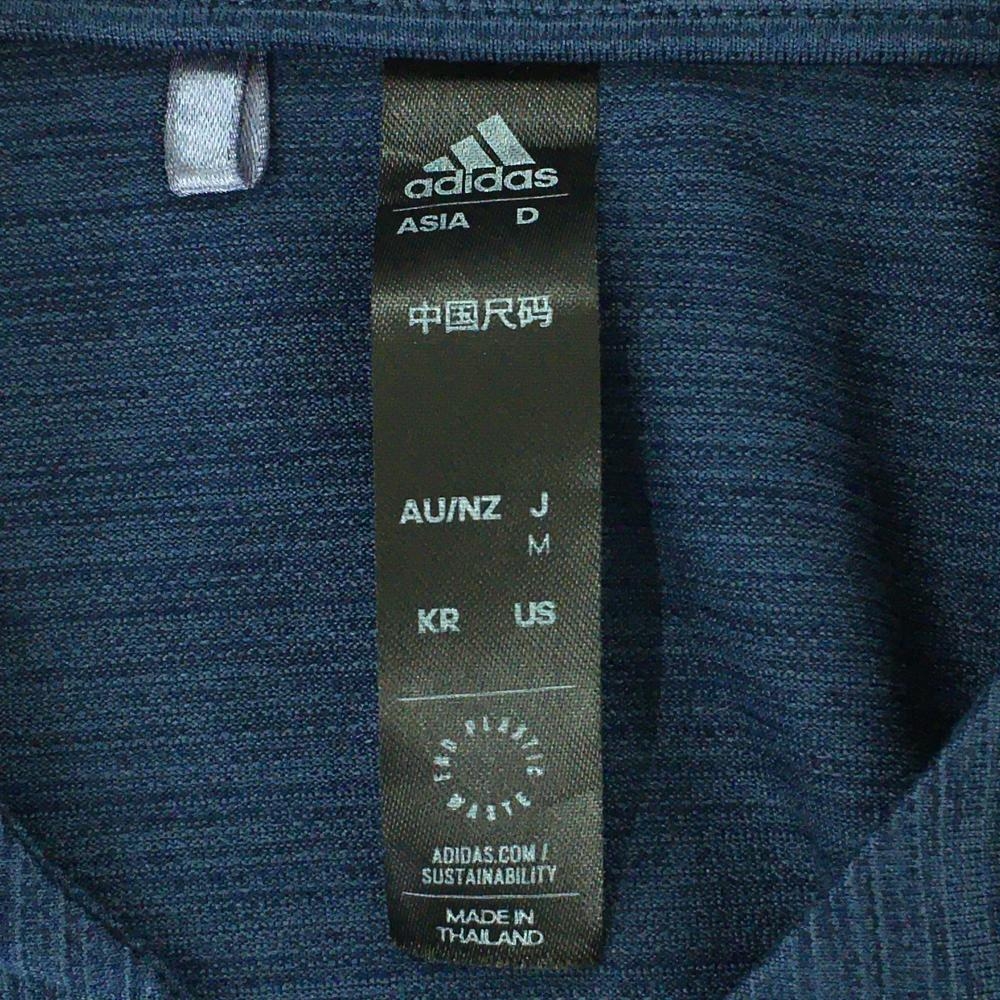 adidas
ASIA D
中国尺码
AU/NZ J
M
KR US
END PLASTIC WASTE
ADIDAS.COM /
SUSTAINABILITY
MADE IN
THAILAND